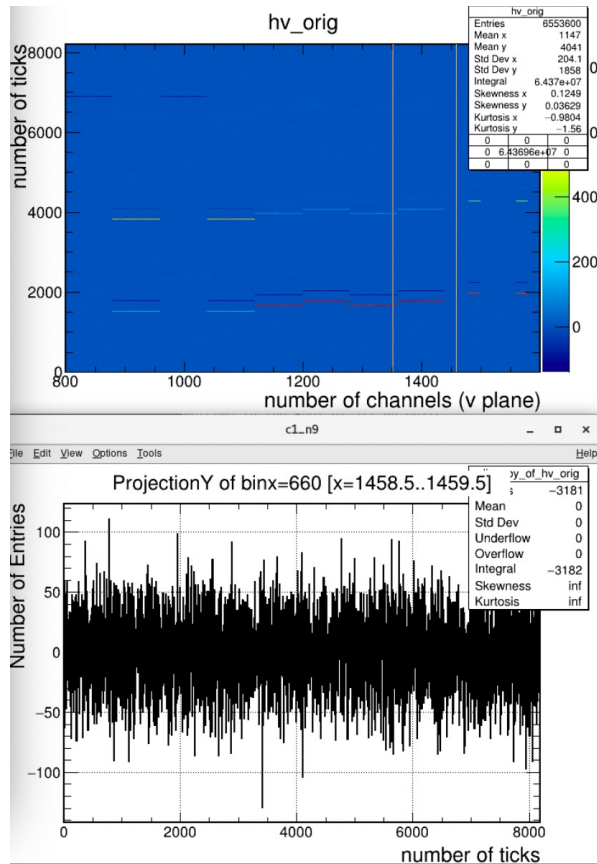 hv_orig
hv_orig
Entries 6553600
Mean x 1147
Mean y 4041
Std Dev x 204.1
Std Dev y 1858
Integral 6.437e+07
Skewness x 0.1249
Skewness y 0.03629
Kurtosis x −0.9804
Kurtosis y −1.56
0 0 0
0 6.43696e+07 0
0 0 0
number of ticks
8000
6000
4000
2000
0
800 1000 1200 1400
number of channels (v plane)
0
400
200
0
c1_n9
File Edit View Options Tools Help
ProjectionY of binx=660 [x=1458.5..1459.5]
py_of_hv_orig
s −3181
Mean 0
Std Dev 0
Underflow 0
Overflow 0
Integral −3182
Skewness inf
Kurtosis inf
Number of Entries
100
50
0
−50
−100
0 2000 4000 6000 8000
number of ticks